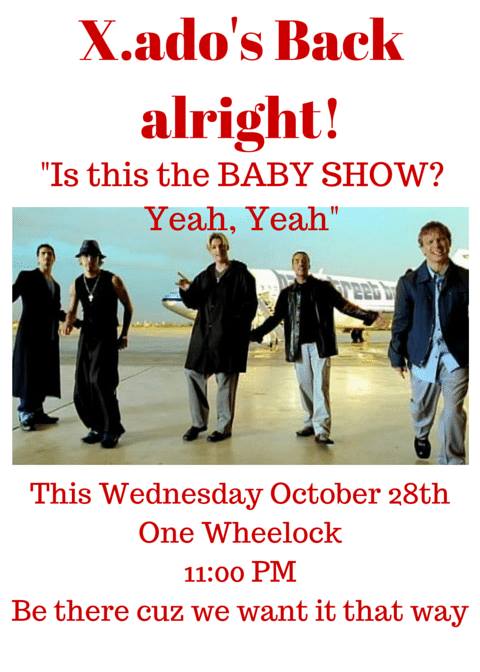 X.ado's Back
alright!
"Is this the BABY SHOW?
Yeah, Yeah"
This Wednesday October 28th
One Wheelock
11:00 PM
Be there cuz we want it that way